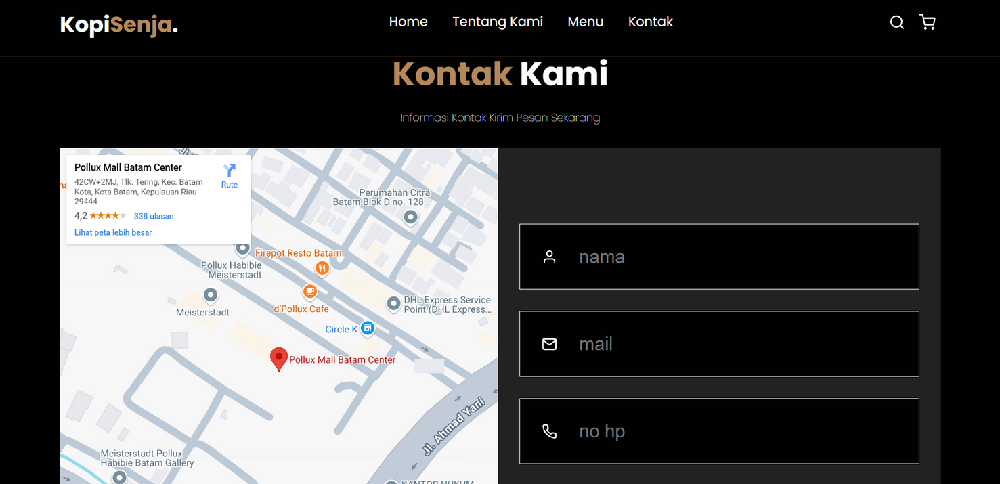 KopiSenja.
Home
Tentang Kami
Menu
Kontak
Kontak Kami
Informasi Kontak Kirim Pesan Sekarang
Pollux Mall Batam Center
42CW+2MJ, Tlk. Tering, Kec. Batam
Kota, Kota Batam, Kepulauan Riau
29444
4,2
338 ulasan
Lihat peta lebih besar
Rute
Perumahan Citra
Batam Blok D no. 128...
Firepot Resto Batam
Pollux Habibie
Meisterstadt
d'Pollux Cafe
Meisterstadt
DHL Express Service
Point (DHL Express...
Circle K
Pollux Mall Batam Center
Jl. Ahmad Yani
Meisterstadt Pollux
Habibie Batam Gallery
KANTOR HUKUM
nama
mail
no hp